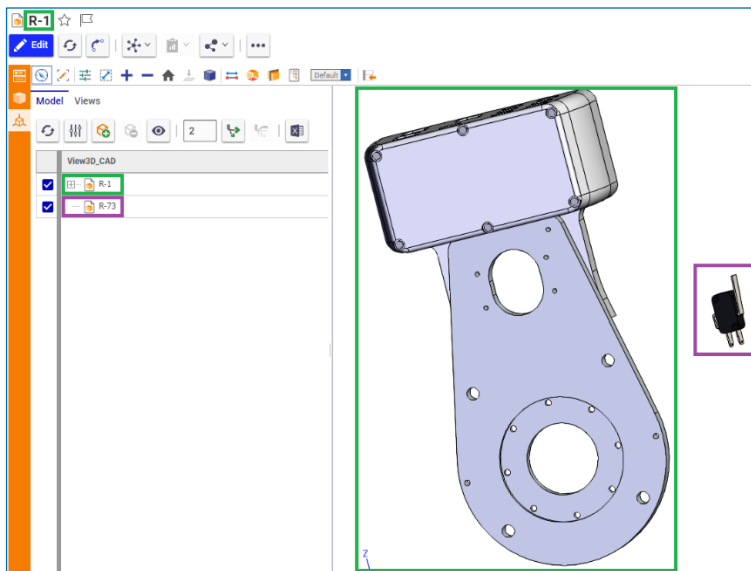 R-1
Edit
Default
Model Views
2
View3D_CAD
R-1
R-73
Z